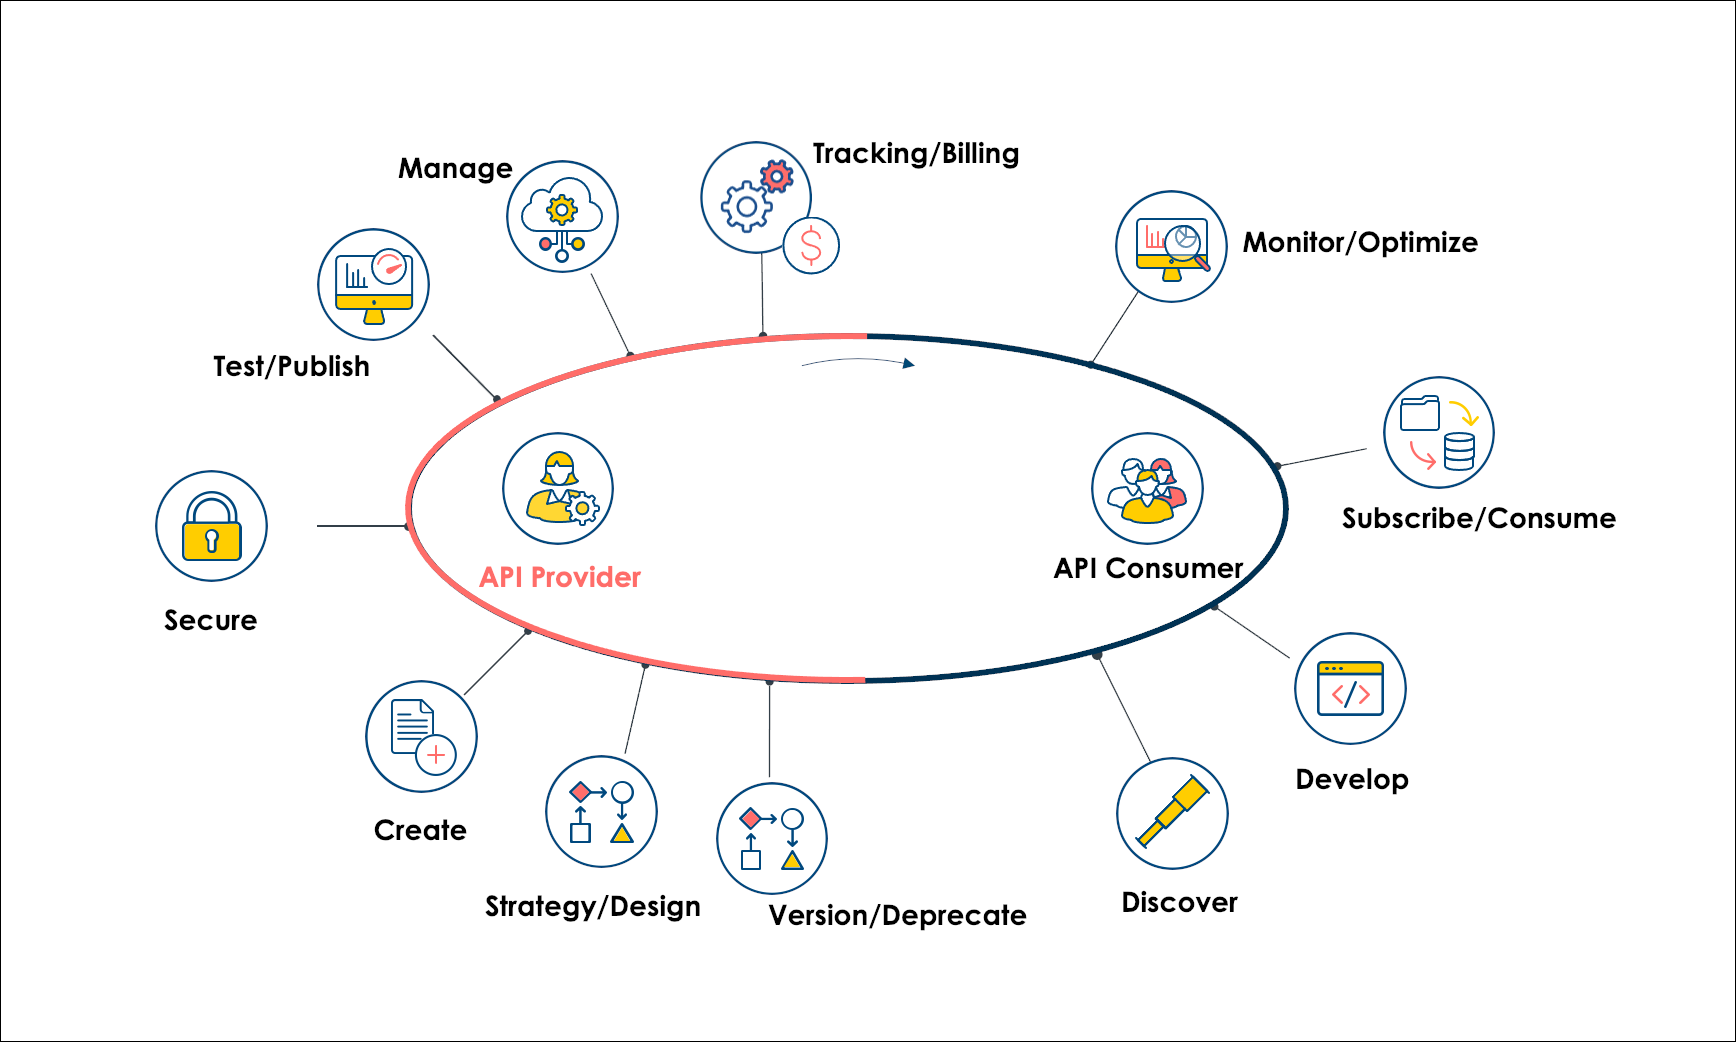 Tracking/Billing
Manage
Monitor/Optimize
Test/Publish
Subscribe/Consume
API Provider
API Consumer
Secure
Develop
Create
Discover
Strategy/Design
Version/Deprecate
$